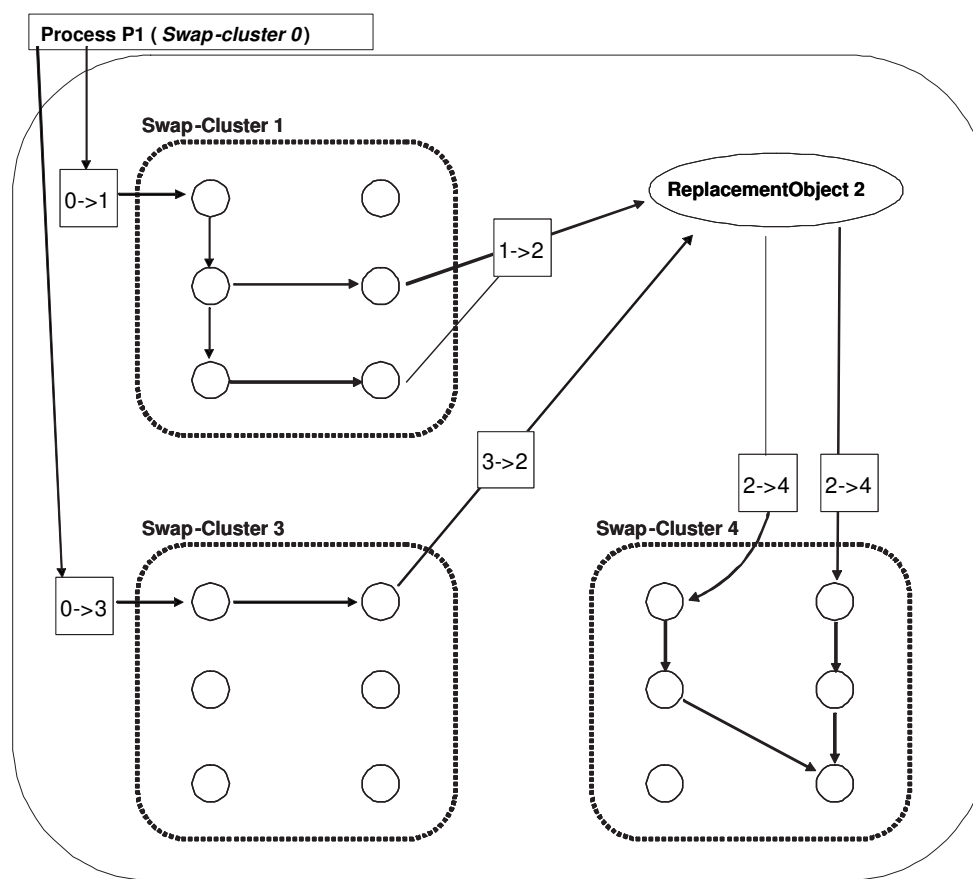 Process P1 ( Swap-cluster 0)
Swap-Cluster 1
0->1
ReplacementObject 2
1->2
3->2
2->4
2->4
Swap-Cluster 3
Swap-Cluster 4
0->3